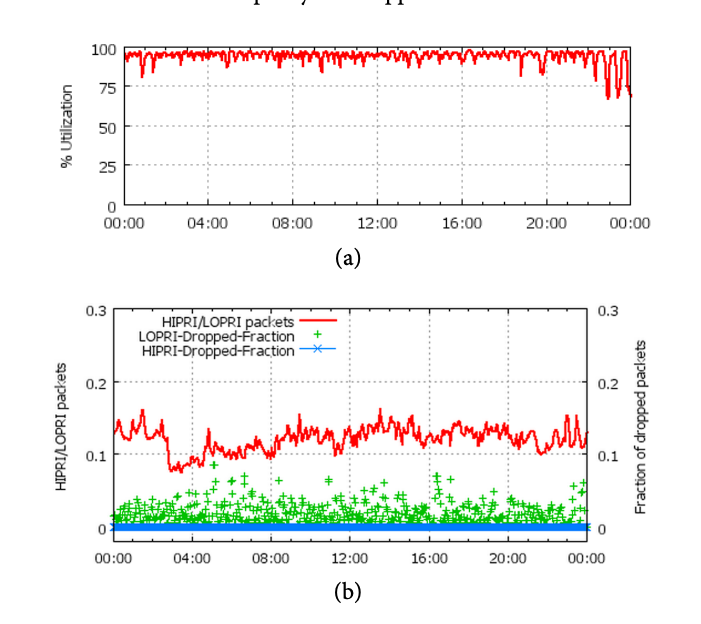 100
75
50
25
0
% Utilization
00:00 04:00 08:00 12:00 16:00 20:00 00:00
(a)
0.3 0.3
HIPRI/LOPRI packets
LOPRI-Dropped-Fraction
HIPRI-Dropped-Fraction
0.2 0.2
0.1 0.1
0 0
HIPRI/LOPRI packets
Fraction of dropped packets
00:00 04:00 08:00 12:00 16:00 20:00 00:00
(b)